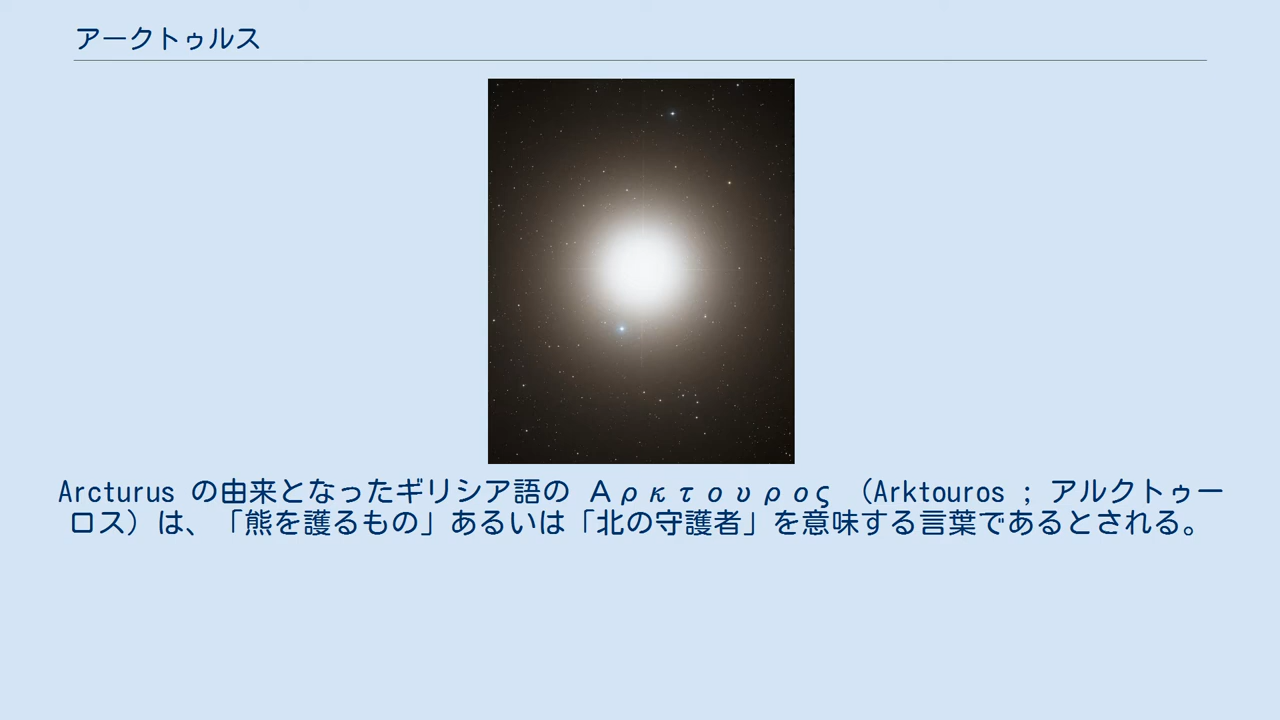 アークトゥルス
Arcturus の由来となったギリシア語の Αρκτουρος （Arktouros ; アルクトゥー
ロス）は、「熊を護るもの」あるいは「北の守護者」を意味する言葉であるとされる。